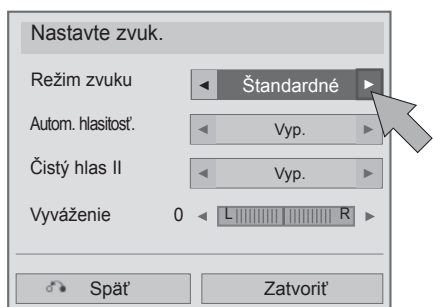 Nastavte zvuk.
Režim zvuku ◄ Štandardné ►
Autom. hlasitosť. ◄ Vyp. ►
Čistý hlas II ◄ Vyp. ►
Vyváženie 0 ◄ L R ►
Späť Zatvoriť